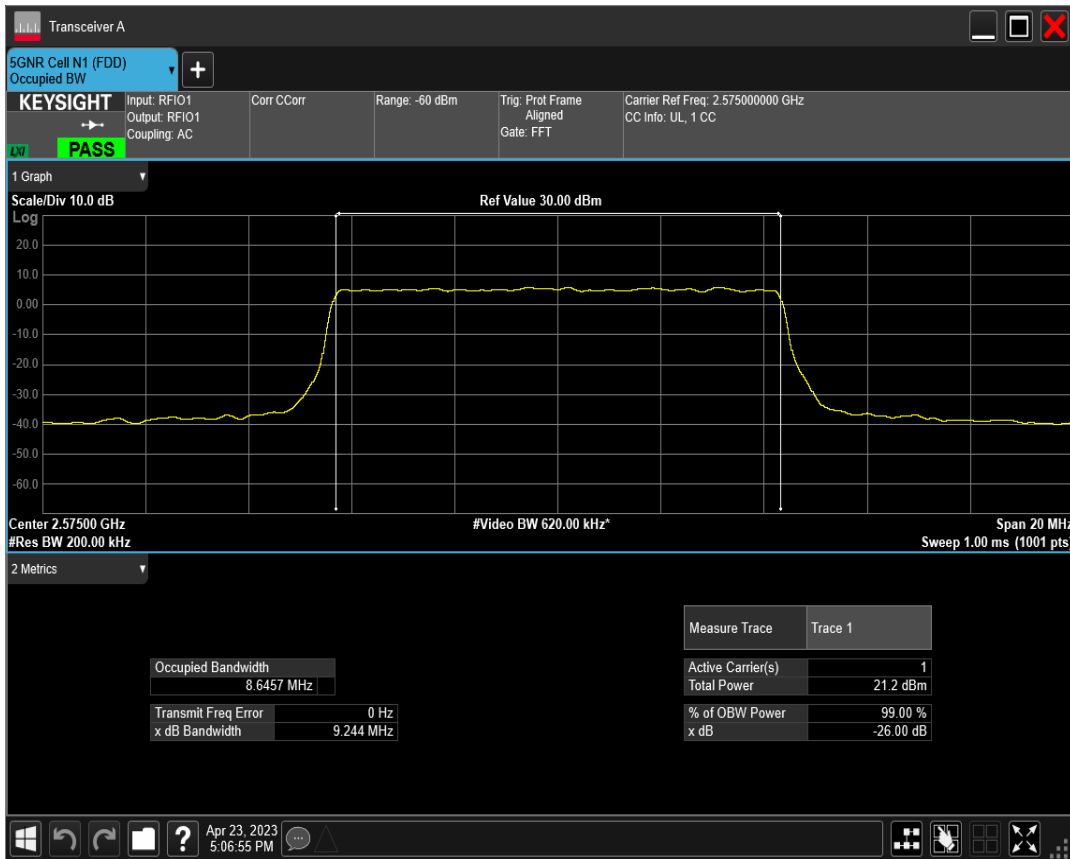 Transceiver A
5GNR Cell N1 (FDD)
Occupied BW
+
KEYSIGHT
LXI
PASS
Input: RFIO1
Output: RFIO1
Coupling: AC
Corr CCorr
Range: -60 dBm
Trig: Prot Frame
Aligned
Gate: FFT
Carrier Ref Freq: 2.575000000 GHz
CC Info: UL, 1 CC
1 Graph
Scale/Div 10.0 dB
Ref Value 30.00 dBm
Log
20.0
10.0
0.00
-10.0
-20.0
-30.0
-40.0
-50.0
-60.0
Center 2.57500 GHz
#Video BW 620.00 kHz*
Span 20 MHz
#Res BW 200.00 kHz
Sweep 1.00 ms (1001 pts)
2 Metrics
Measure Trace Trace 1
Occupied Bandwidth
8.6457 MHz
Active Carrier(s) 1
Total Power 21.2 dBm
Transmit Freq Error 0 Hz
x dB Bandwidth 9.244 MHz
% of OBW Power 99.00 %
x dB -26.00 dB
?
Apr 23, 2023
5:06:55 PM